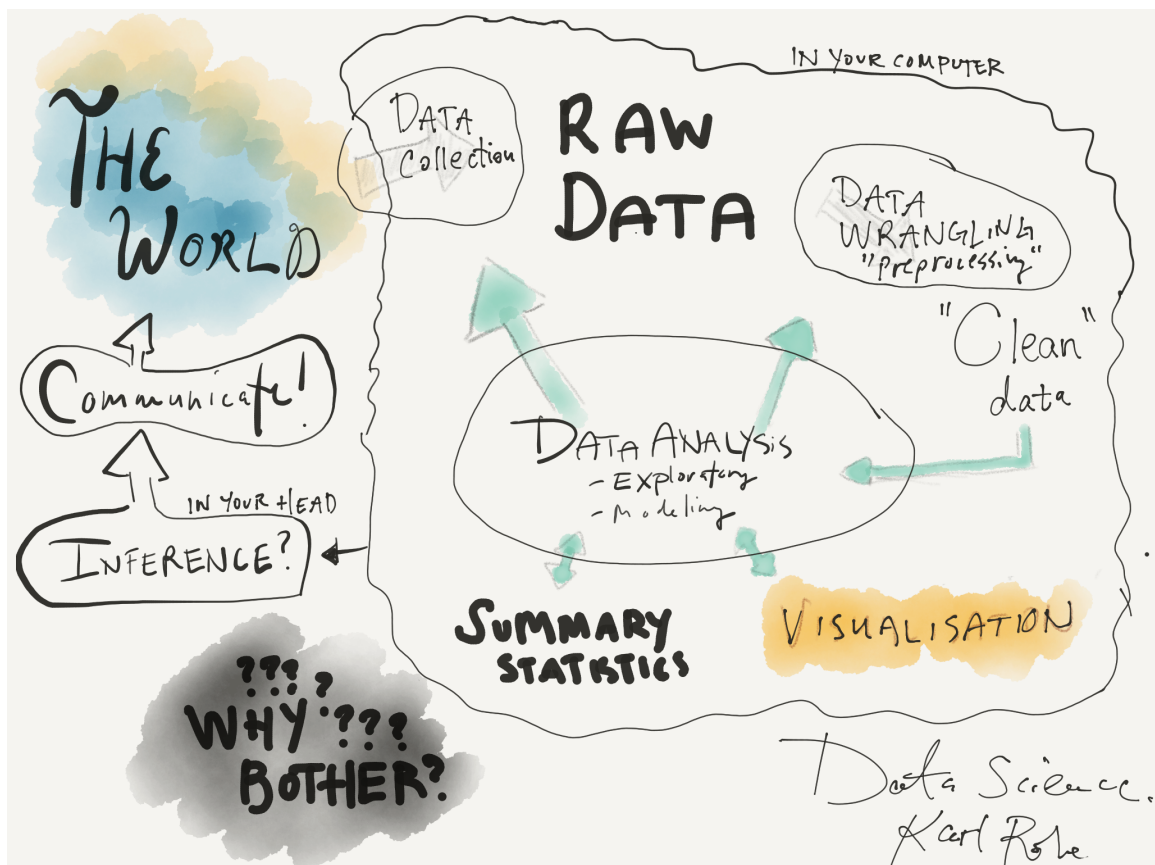 THE
WORLD
IN YOUR COMPUTER
DATA
Collection
RAW
DATA
DATA
WRANGLING
"preprocessing"
"Clean"
data
DATA ANALYSIS
- Exploratory
- Modeling
SUMMARY
STATISTICS
VISUALISATION
Communicate!
IN YOUR HEAD
INFERENCE?
???
?
WHY ???
BOTHER?
Data Science.
Karl Rohe